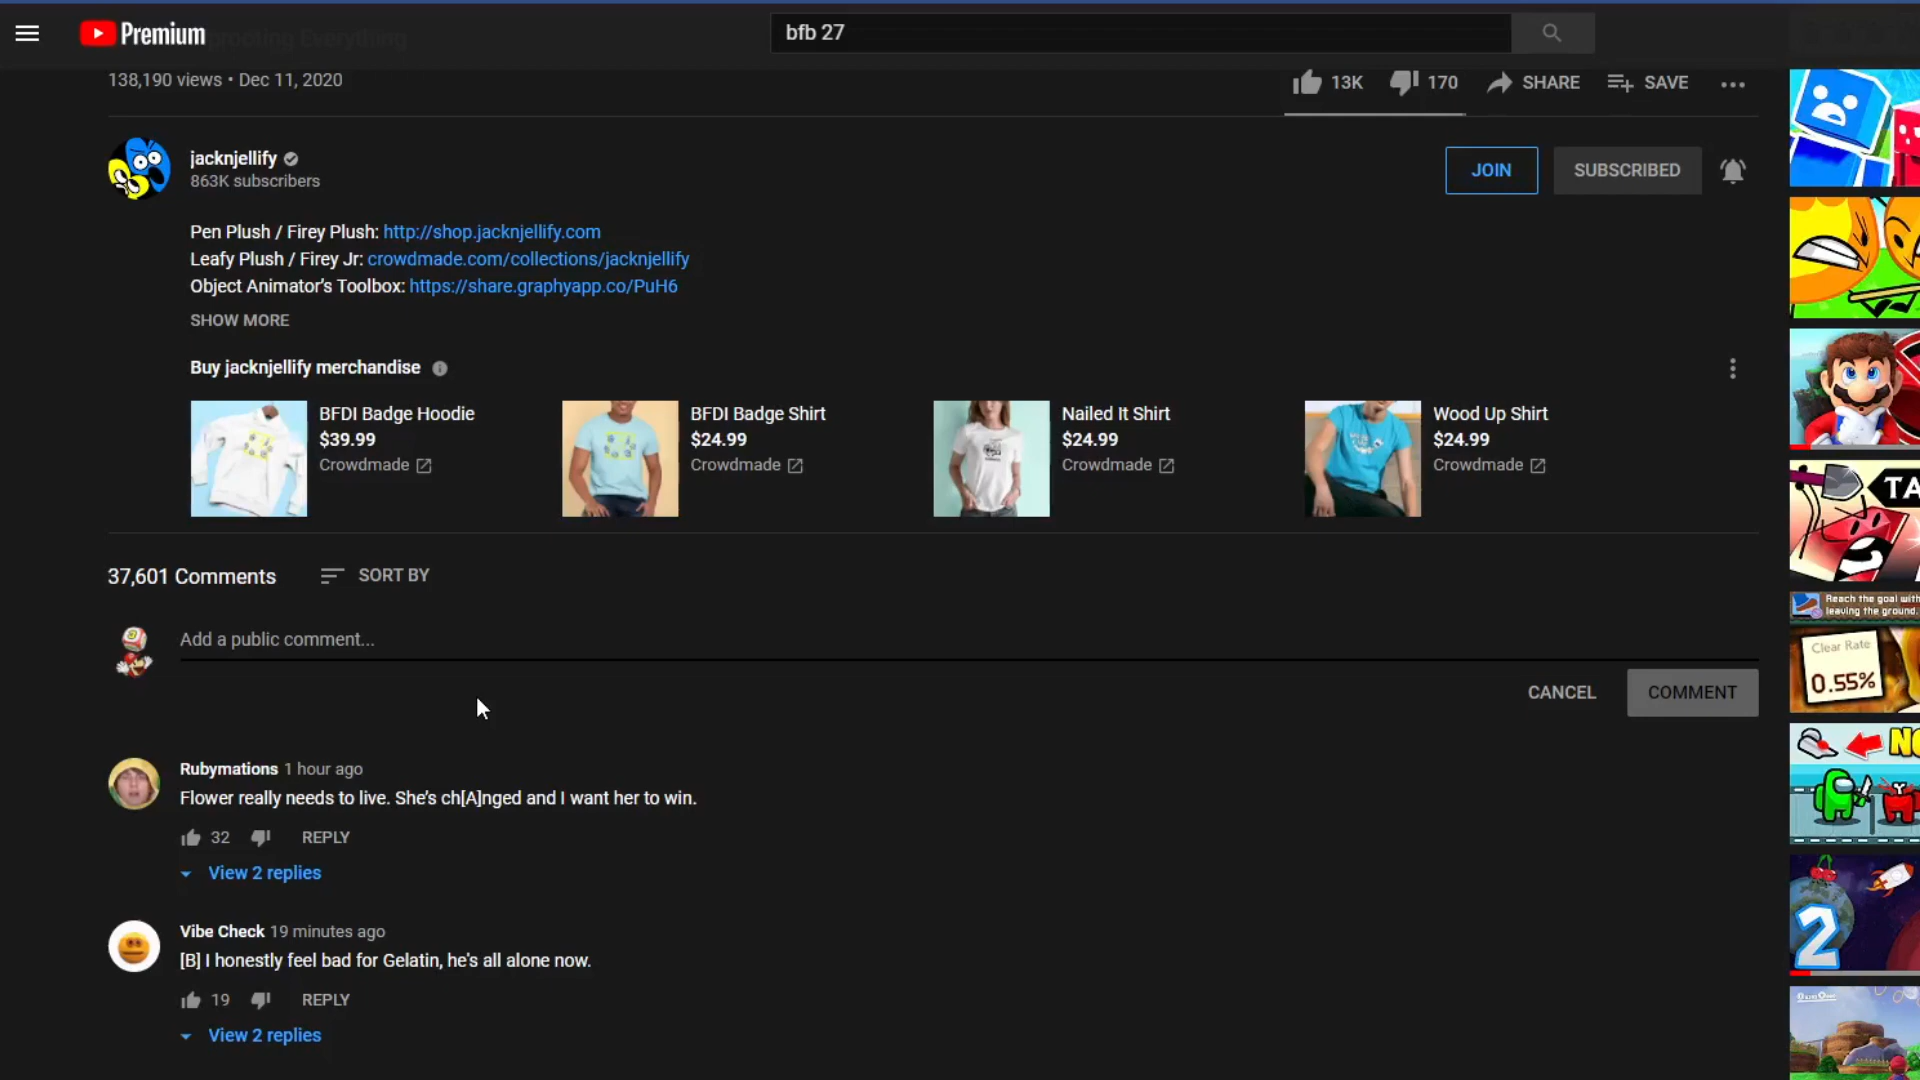 Premium
bfb 27
Uprooting Everything
138,190 views • Dec 11, 2020
13K
170
SHARE
SAVE
jacknjellify
863K subscribers
JOIN
SUBSCRIBED
Pen Plush / Firey Plush: http://shop.jacknjellify.com
Leafy Plush / Firey Jr: crowdmade.com/collections/jacknjellify
Object Animator's Toolbox: https://share.graphyapp.co/PuH6
SHOW MORE
Buy jacknjellify merchandise
BFDI Badge Hoodie
$39.99
Crowdmade
BFDI Badge Shirt
$24.99
Crowdmade
Nailed It Shirt
$24.99
Crowdmade
Wood Up Shirt
$24.99
Crowdmade
37,601 Comments
SORT BY
Add a public comment...
CANCEL
COMMENT
Rubymations 1 hour ago
Flower really needs to live. She's ch[A]nged and I want her to win.
32
REPLY
View 2 replies
Vibe Check 19 minutes ago
[B] I honestly feel bad for Gelatin, he's all alone now.
19
REPLY
View 2 replies
TA
Reach the goal with
leaving the ground.
Clear Rate
0.55%
NO
2